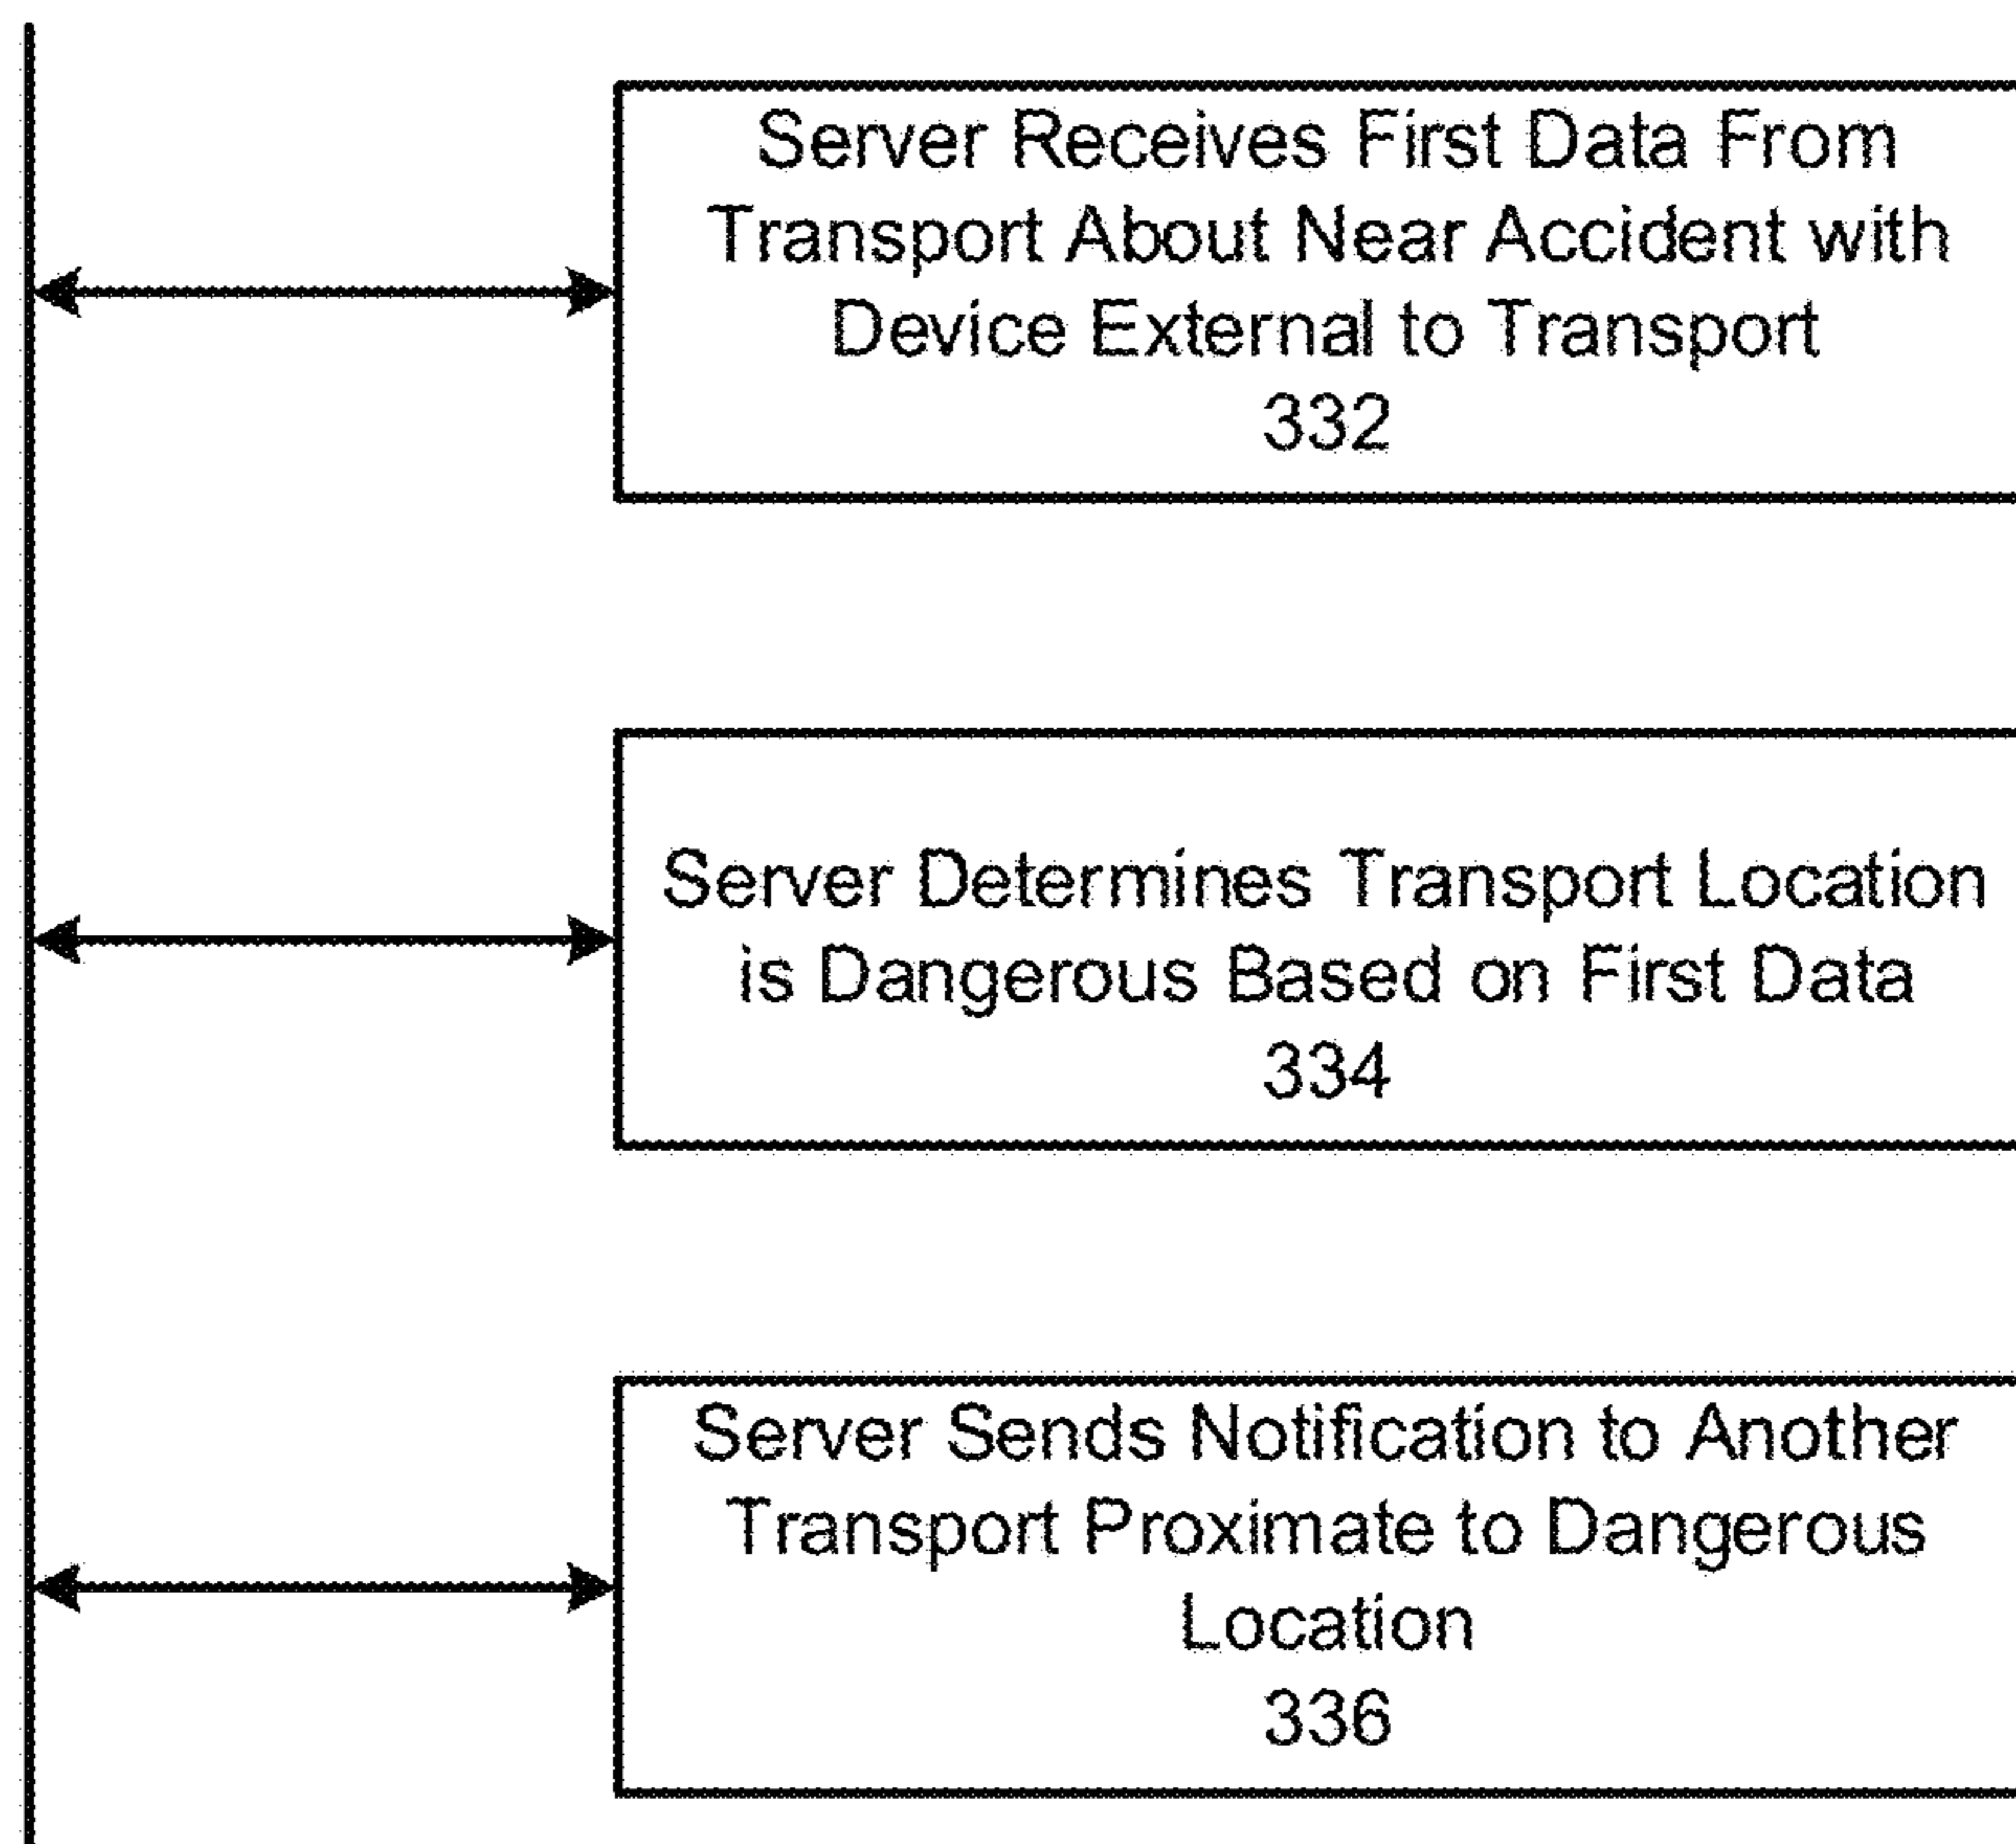 Server Receives First Data From
Transport About Near Accident with
Device External to Transport
332
Server Determines Transport Location
is Dangerous Based on First Data
334
Server Sends Notification to Another
Transport Proximate to Dangerous
Location
336